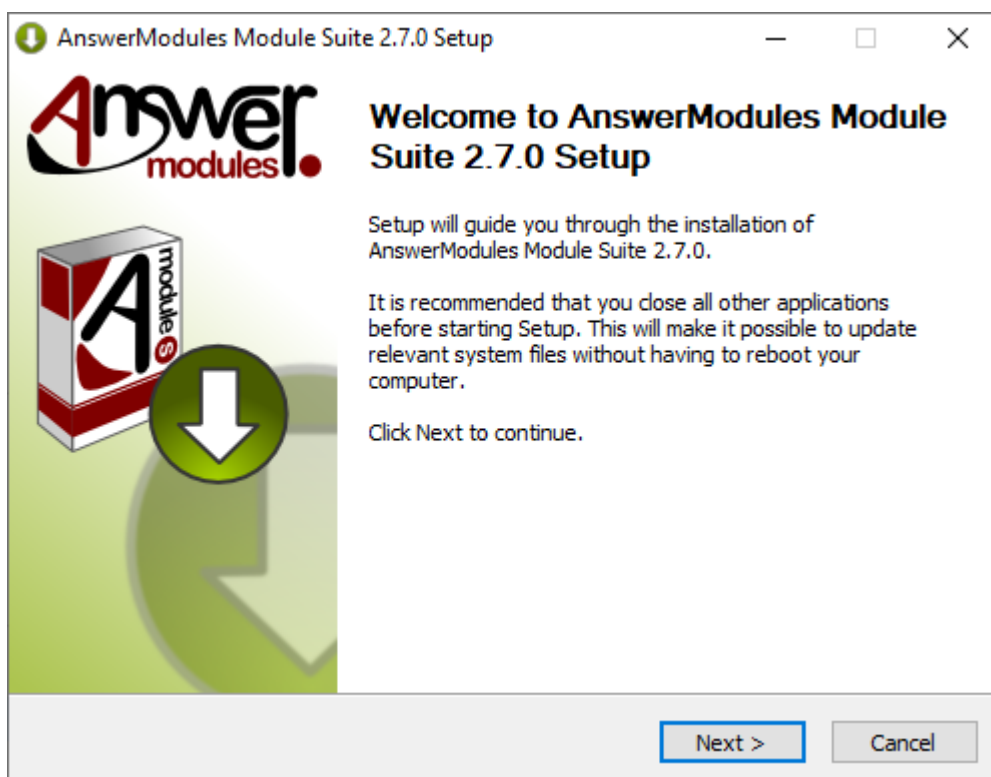 AnswerModules Module Suite 2.7.0 Setup
Answer
modules
Welcome to AnswerModules Module
Suite 2.7.0 Setup
Setup will guide you through the installation of
AnswerModules Module Suite 2.7.0.
It is recommended that you close all other applications
before starting Setup. This will make it possible to update
relevant system files without having to reboot your
computer.
Click Next to continue.
A
module s
Next >
Cancel